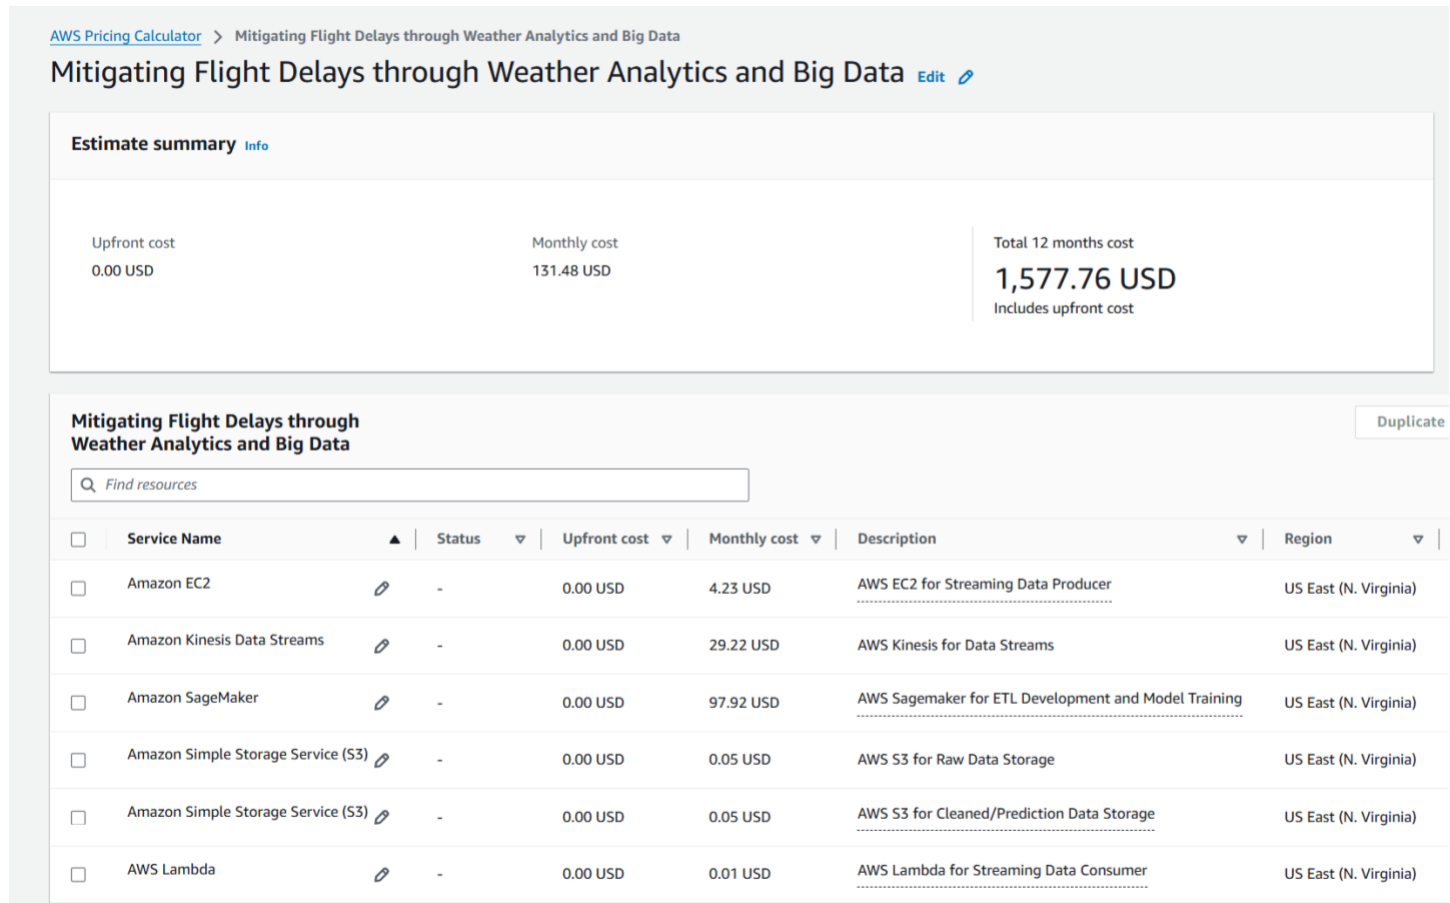 AWS Pricing Calculator > Mitigating Flight Delays through Weather Analytics and Big Data
Mitigating Flight Delays through Weather Analytics and Big Data Edit
Estimate summary Info
Upfront cost Monthly cost Total 12 months cost
0.00 USD 131.48 USD 1,577.76 USD
Includes upfront cost
Mitigating Flight Delays through
Weather Analytics and Big Data
Duplicate
Find resources
Service Name Status Upfront cost Monthly cost Description Region
Amazon EC2 - 0.00 USD 4.23 USD AWS EC2 for Streaming Data Producer US East (N. Virginia)
Amazon Kinesis Data Streams - 0.00 USD 29.22 USD AWS Kinesis for Data Streams US East (N. Virginia)
Amazon SageMaker - 0.00 USD 97.92 USD AWS Sagemaker for ETL Development and Model Training US East (N. Virginia)
Amazon Simple Storage Service (S3) - 0.00 USD 0.05 USD AWS S3 for Raw Data Storage US East (N. Virginia)
Amazon Simple Storage Service (S3) - 0.00 USD 0.05 USD AWS S3 for Cleaned/Prediction Data Storage US East (N. Virginia)
AWS Lambda - 0.00 USD 0.01 USD AWS Lambda for Streaming Data Consumer US East (N. Virginia)